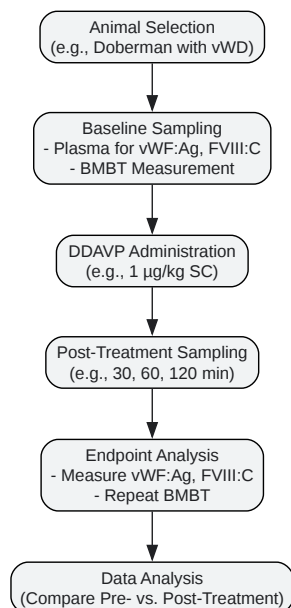 Animal Selection
(e.g., Doberman with vWD)
Baseline Sampling
- Plasma for vWF:Ag, FVIII:C
- BMBT Measurement
DDAVP Administration
(e.g., 1 µg/kg SC)
Post-Treatment Sampling
(e.g., 30, 60, 120 min)
Endpoint Analysis
- Measure vWF:Ag, FVIII:C
- Repeat BMBT
Data Analysis
(Compare Pre- vs. Post-Treatment)